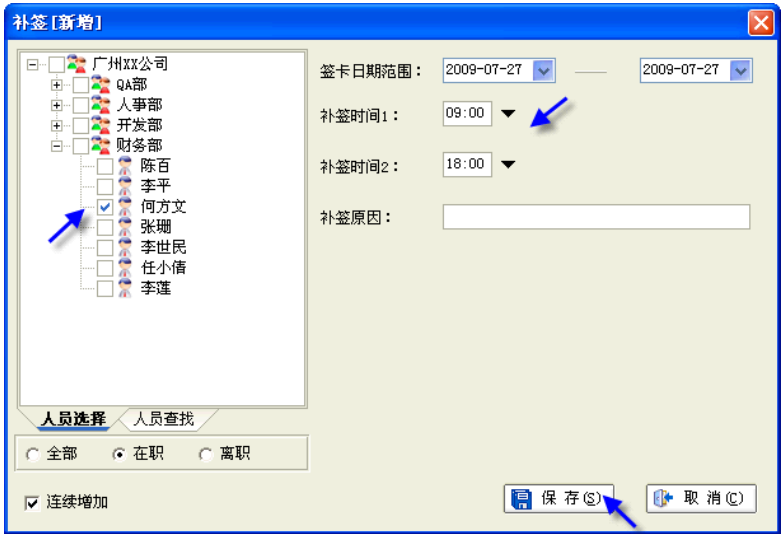 补签[新增]
广州XX公司
QA部
人事部
开发部
财务部
陈百
李平
何方文
张珊
李世民
任小倩
李莲
人员选择 人员查找
全部 在职 离职
连续增加
签卡日期范围： 2009-07-27 —— 2009-07-27
补签时间1： 09:00
补签时间2： 18:00
补签原因：
保 存(S) 取 消(C)